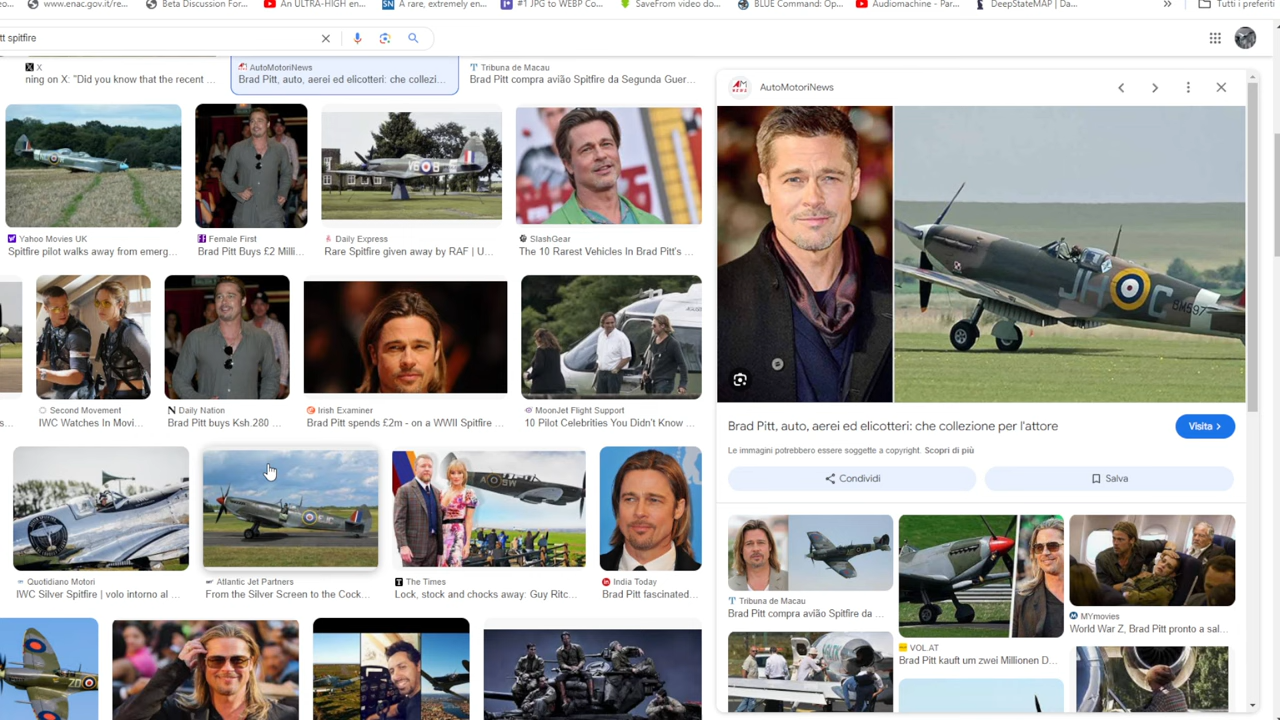 www.enac.gov.it/re...
Beta Discussion For...
An ULTRA-HIGH en...
SN A rare, extremely en...
#1 JPG to WEBP Co...
SaveFrom video do...
BLUE Command: Op...
Audiomachine - Par...
DeepStateMAP | Da...
»
Tutti i preferiti
tt spitfire
X
ning on X: "Did you know that the recent ...
AutoMotoriNews
Brad Pitt, auto, aerei ed elicotteri: che collezi...
Tribuna de Macau
Brad Pitt compra avião Spitfire da Segunda Guer...
AutoMotoriNews
Yahoo Movies UK
Spitfire pilot walks away from emerg...
Female First
Brad Pitt Buys £2 Milli...
Daily Express
Rare Spitfire given away by RAF | U...
SlashGear
The 10 Rarest Vehicles In Brad Pitt's ...
JH C
BM597
s...
Second Movement
IWC Watches In Movi...
Daily Nation
Brad Pitt buys Ksh 280 ...
Irish Examiner
Brad Pitt spends £2m - on a WWII Spitfire ...
MoonJet Flight Support
10 Pilot Celebrities You Didn't Know ...
Brad Pitt, auto, aerei ed elicotteri: che collezione per l'attore
Visita
Le immagini potrebbero essere soggette a copyright. Scopri di più
Condividi
Salva
Quotidiano Motori
IWC Silver Spitfire | volo intorno al ...
Atlantic Jet Partners
From the Silver Screen to the Cock...
The Times
Lock, stock and chocks away: Guy Ritc...
India Today
Brad Pitt fascinated...
Tribuna de Macau
Brad Pitt compra avião Spitfire da ...
VOL.AT
Brad Pitt kauft um zwei Millionen D...
MYmovies
World War Z, Brad Pitt pronto a sal...
ZD